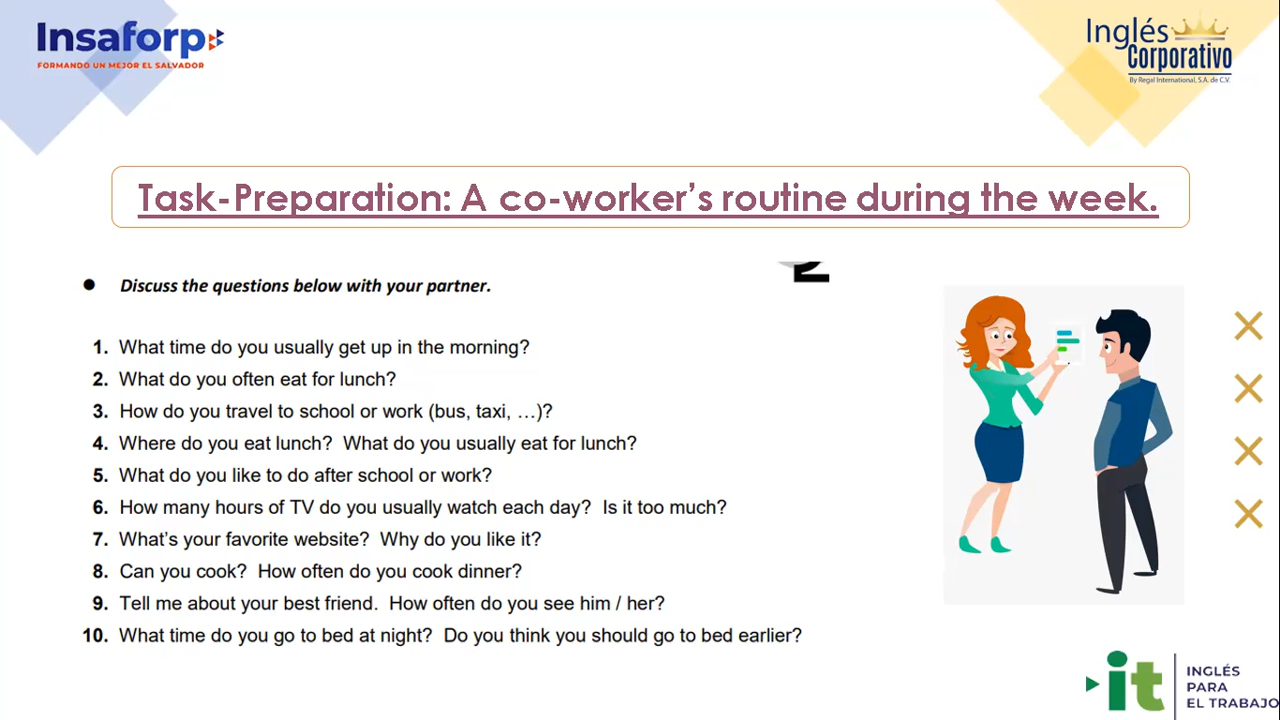 Insaforp
FORMANDO UN MEJOR EL SALVADOR
Inglés
Corporativo
By Regal International, S.A. de C.V.
Task-Preparation: A co-worker's routine during the week.
● Discuss the questions below with your partner.
1. What time do you usually get up in the morning?
2. What do you often eat for lunch?
3. How do you travel to school or work (bus, taxi, …)?
4. Where do you eat lunch?  What do you usually eat for lunch?
5. What do you like to do after school or work?
6. How many hours of TV do you usually watch each day?  Is it too much?
7. What's your favorite website?  Why do you like it?
8. Can you cook?  How often do you cook dinner?
9. Tell me about your best friend.  How often do you see him / her?
10. What time do you go to bed at night?  Do you think you should go to bed earlier?
it
INGLÉS
PARA
EL TRABAJO